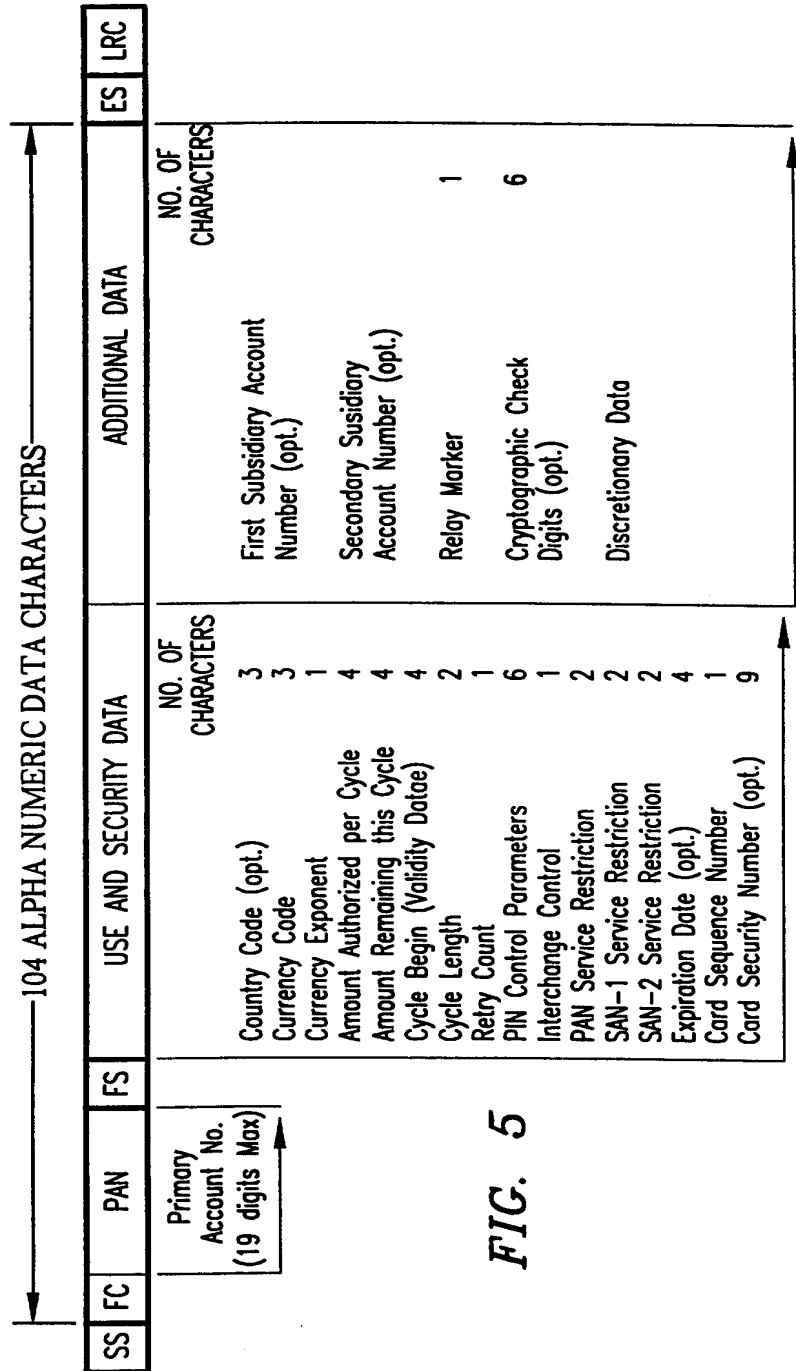 104 ALPHA NUMERIC DATA CHARACTERS
SS FC PAN FS USE AND SECURITY DATA ADDITIONAL DATA ES LRC
Primary
Account No.
(19 digits Max)
NO. OF
CHARACTERS
Country Code (opt.) 3
Currency Code 3
Currency Exponent 1
Amount Authorized per Cycle 4
Amount Remaining this Cycle 4
Cycle Begin (Validity Datae) 4
Cycle Length 2
Retry Count 1
PIN Control Parameters 6
Interchange Control 1
PAN Service Restriction 2
SAN-1 Service Restriction 2
SAN-2 Service Restriction 2
Expiration Date (opt.) 4
Card Sequence Number 1
Card Security Number (opt.) 9
NO. OF
CHARACTERS
First Subsidiary Account
Number (opt.)
Secondary Susidiary
Account Number (opt.)
Relay Marker 1
Cryptographic Check 6
Digits (opt.)
Discretionary Data
FIG. 5